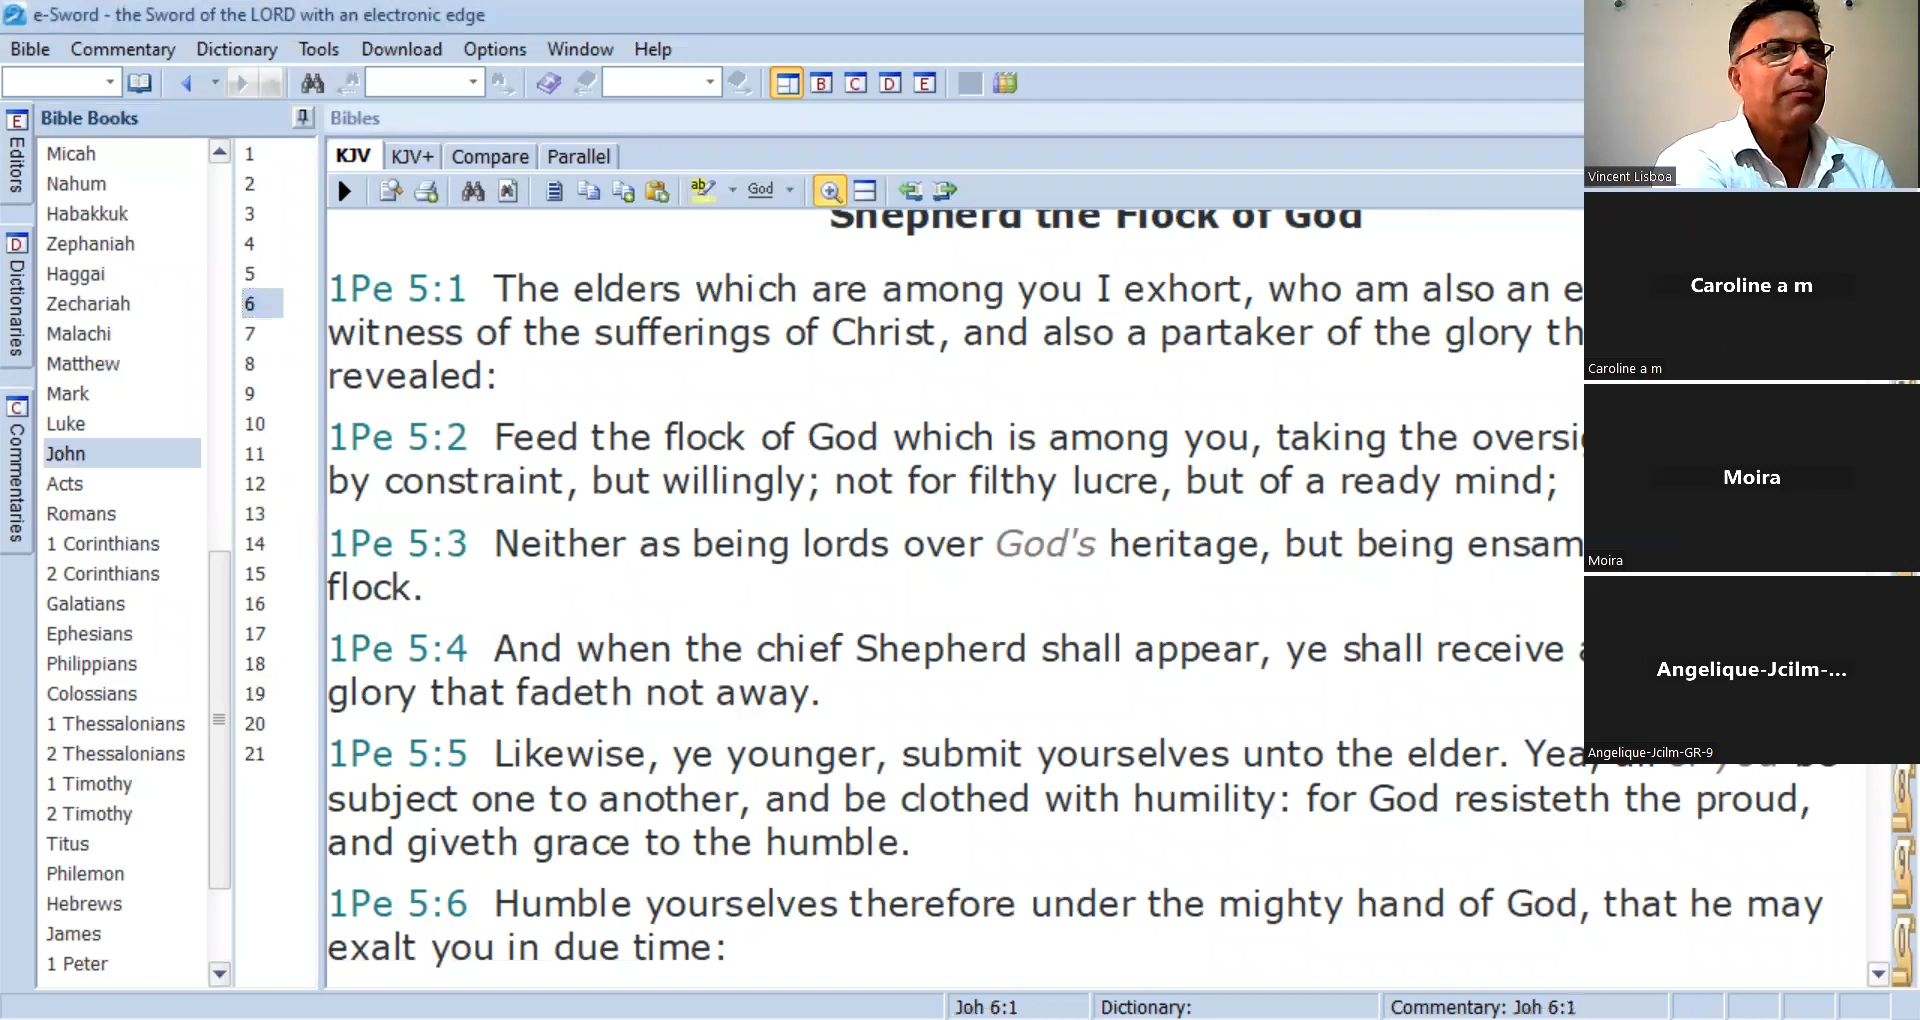 e-Sword - the Sword of the LORD with an electronic edge
Bible Commentary Dictionary Tools Download Options Window Help
B C D E
Bible Books
Bibles
E Editors
D Dictionaries
C Commentaries
Micah
Nahum
Habakkuk
Zephaniah
Haggai
Zechariah
Malachi
Matthew
Mark
Luke
John
Acts
Romans
1 Corinthians
2 Corinthians
Galatians
Ephesians
Philippians
Colossians
1 Thessalonians
2 Thessalonians
1 Timothy
2 Timothy
Titus
Philemon
Hebrews
James
1 Peter
1
2
3
4
5
6
7
8
9
10
11
12
13
14
15
16
17
18
19
20
21
KJV KJV+ Compare Parallel
ab God
Shepherd the Flock of God
1Pe 5:1 The elders which are among you I exhort, who am also an e
witness of the sufferings of Christ, and also a partaker of the glory th
revealed:
1Pe 5:2 Feed the flock of God which is among you, taking the oversi
by constraint, but willingly; not for filthy lucre, but of a ready mind;
1Pe 5:3 Neither as being lords over God's heritage, but being ensam
flock.
1Pe 5:4 And when the chief Shepherd shall appear, ye shall receive a
glory that fadeth not away.
1Pe 5:5 Likewise, ye younger, submit yourselves unto the elder. Yea,
subject one to another, and be clothed with humility: for God resisteth the proud,
and giveth grace to the humble.
1Pe 5:6 Humble yourselves therefore under the mighty hand of God, that he may
exalt you in due time:
Vincent Lisboa
Caroline a m
Caroline a m
Moira
Moira
Angelique-Jcilm-...
Angelique-Jcilm-GR-9
8
9
0
Joh 6:1 Dictionary: Commentary: Joh 6:1